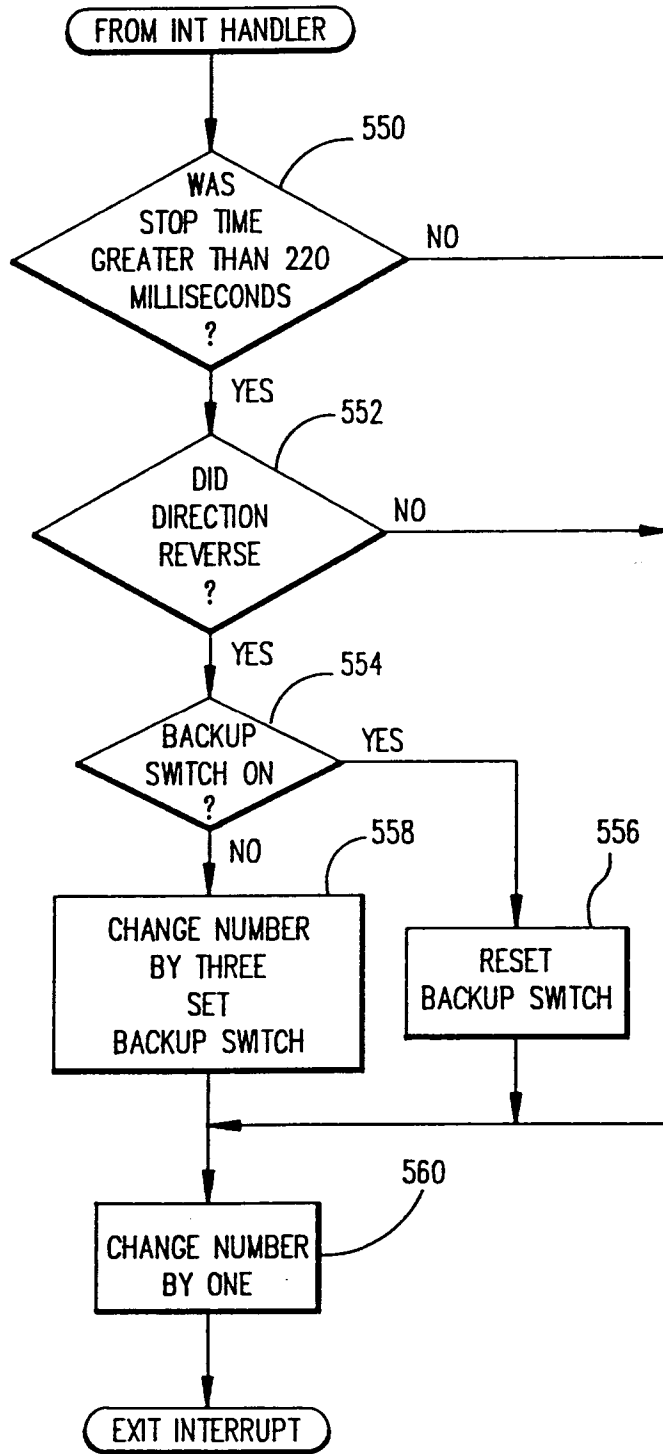 FROM INT HANDLER
550
WAS
STOP TIME
GREATER THAN 220
MILLISECONDS
?
NO
YES
552
DID
DIRECTION
REVERSE
?
NO
YES
554
BACKUP
SWITCH ON
?
YES
NO
558
CHANGE NUMBER
BY THREE
SET
BACKUP SWITCH
556
RESET
BACKUP SWITCH
560
CHANGE NUMBER
BY ONE
EXIT INTERRUPT